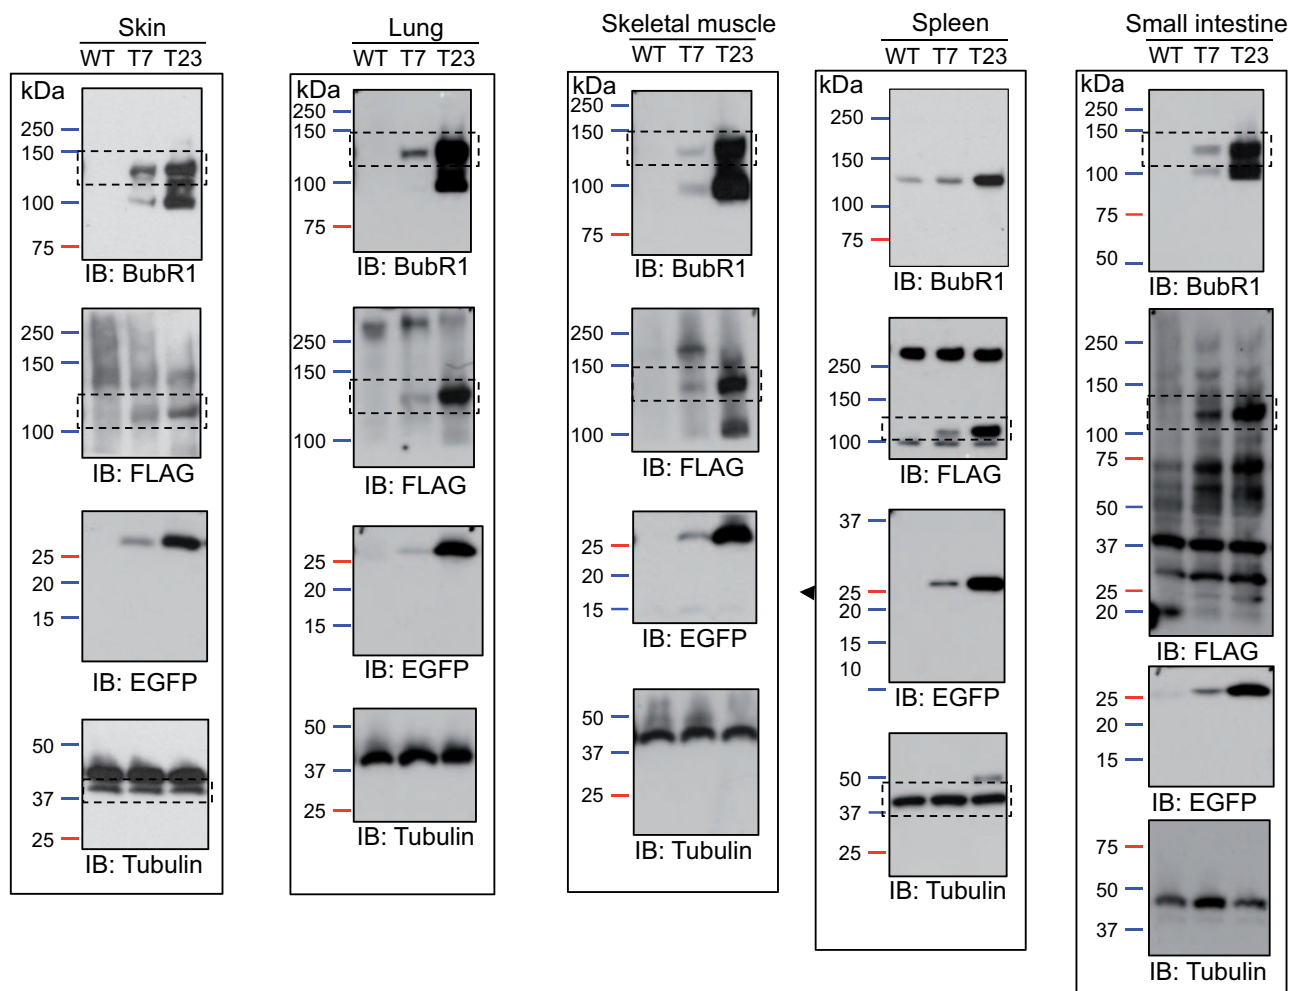 Skin
WT T7 T23
kDa
250
150
100
75
IB: BubR1
250
150
100
IB: FLAG
25
20
15
IB: EGFP
50
37
25
IB: Tubulin
Lung
WT T7 T23
kDa
250
150
100
75
IB: BubR1
250
150
100
IB: FLAG
25
20
15
IB: EGFP
50
37
25
IB: Tubulin
Skeletal muscle
WT T7 T23
250
150
100
75
IB: BubR1
250
150
100
IB: FLAG
25
20
15
IB: EGFP
50
37
25
IB: Tubulin
Spleen
WT T7 T23
kDa
250
150
100
75
IB: BubR1
250
150
100
IB: FLAG
37
25
20
15
10
IB: EGFP
50
37
25
IB: Tubulin
Small intestine
WT T7 T23
kDa
250
150
100
75
50
IB: BubR1
250
150
100
75
50
37
25
20
IB: FLAG
25
20
15
IB: EGFP
75
50
37
IB: Tubulin